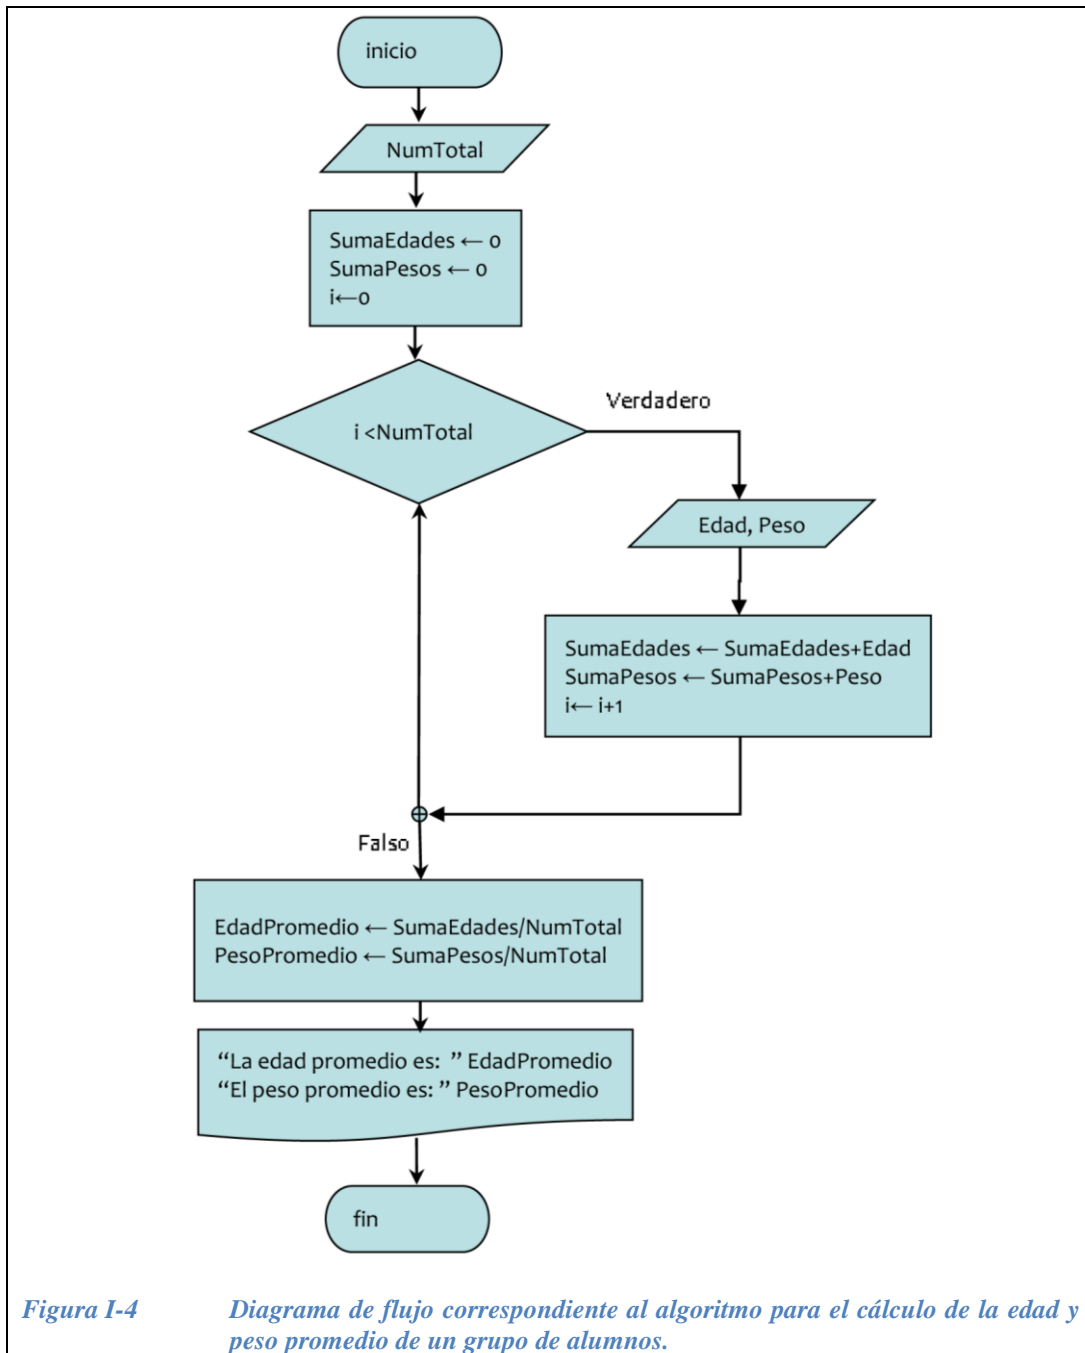 inicio
NumTotal
SumaEdades ← 0
SumaPesos ← 0
i←0
i <NumTotal
Verdadero
Edad, Peso
SumaEdades ← SumaEdades+Edad
SumaPesos ← SumaPesos+Peso
i← i+1
Falso
EdadPromedio ← SumaEdades/NumTotal
PesoPromedio ← SumaPesos/NumTotal
“La edad promedio es:  ” EdadPromedio
“El peso promedio es: ” PesoPromedio
fin
Figura I-4 Diagrama de flujo correspondiente al algoritmo para el cálculo de la edad y
peso promedio de un grupo de alumnos.